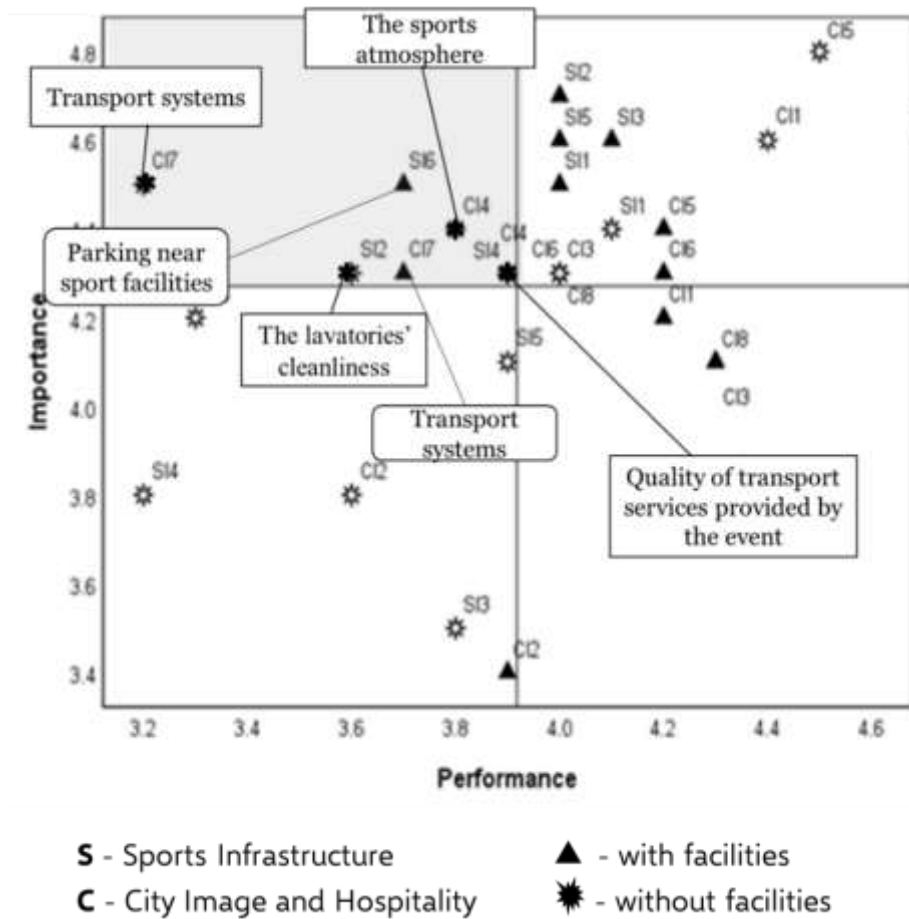 The sports
atmosphere
CI5
4.8
Transport systems
SI2
SI5
SI3
CI1
4.6
CI7
SI6
SI1
CI4
SI1
CI5
CI4
Parking near
sport facilities
SI2
CI7
SI4
CI6
CI3
CI6
CI8
CI1
4.2
The lavatories'
cleanliness
SI5
CI8
4.0
CI3
Transport
systems
SI4
CI2
3.8
Quality of transport
services provided by
the event
3.6
SI3
CI2
3.4
Importance
3.2
3.6
3.8
4.0
4.2
4.4
4.6
Performance
S - Sports Infrastructure
- with facilities
C - City Image and Hospitality
- without facilities